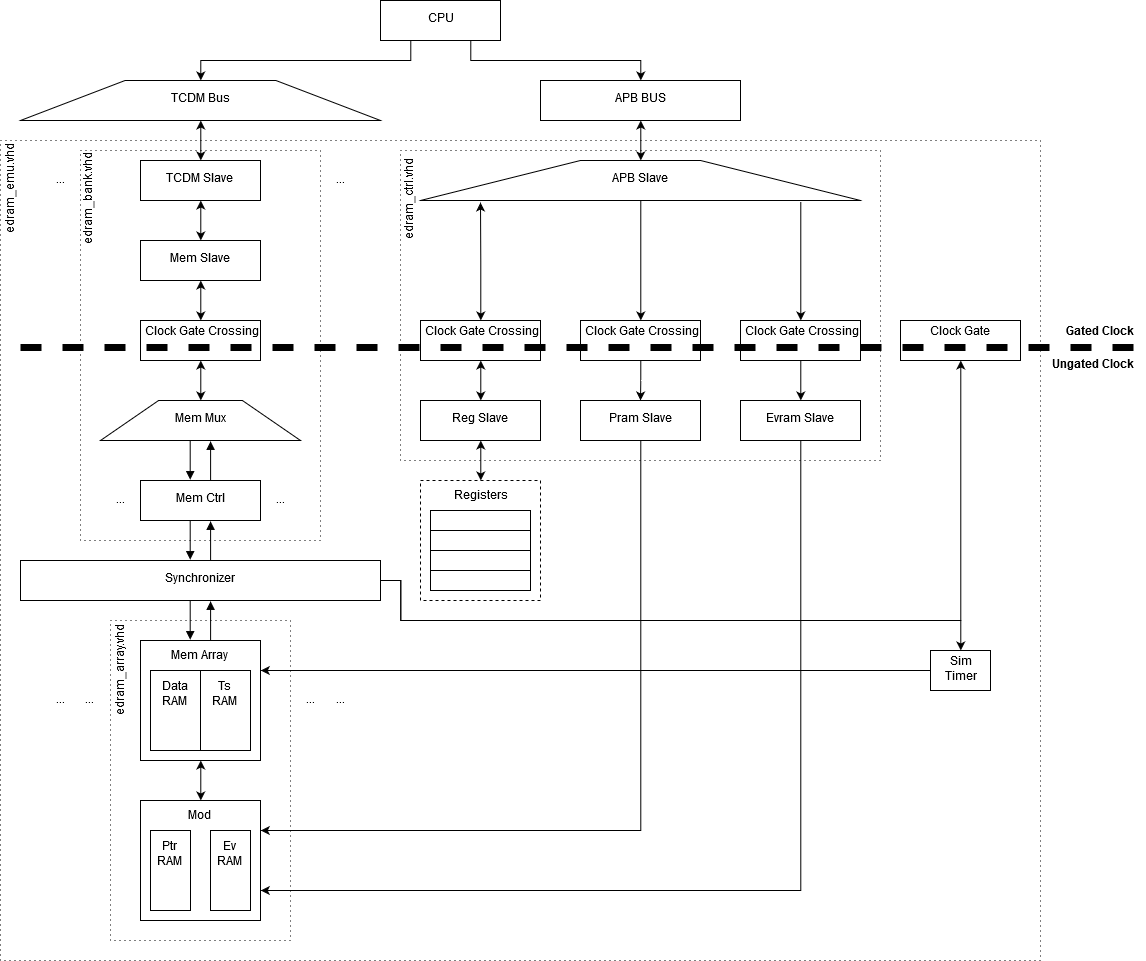 CPU
TCDM Bus
APB BUS
edram_emu.vhd
edram_bank.vhd
edram_ctrl.vhd
...
TCDM Slave
...
APB Slave
Mem Slave
Clock Gate Crossing
Clock Gate Crossing
Clock Gate Crossing
Clock Gate Crossing
Clock Gate
Gated Clock
Ungated Clock
Mem Mux
Reg Slave
Pram Slave
Evram Slave
...
Mem Ctrl
...
Registers
Synchronizer
edram_array.vhd
Mem Array
Sim
Timer
Data
RAM
Ts
RAM
...
...
...
...
Mod
Ptr
RAM
Ev
RAM